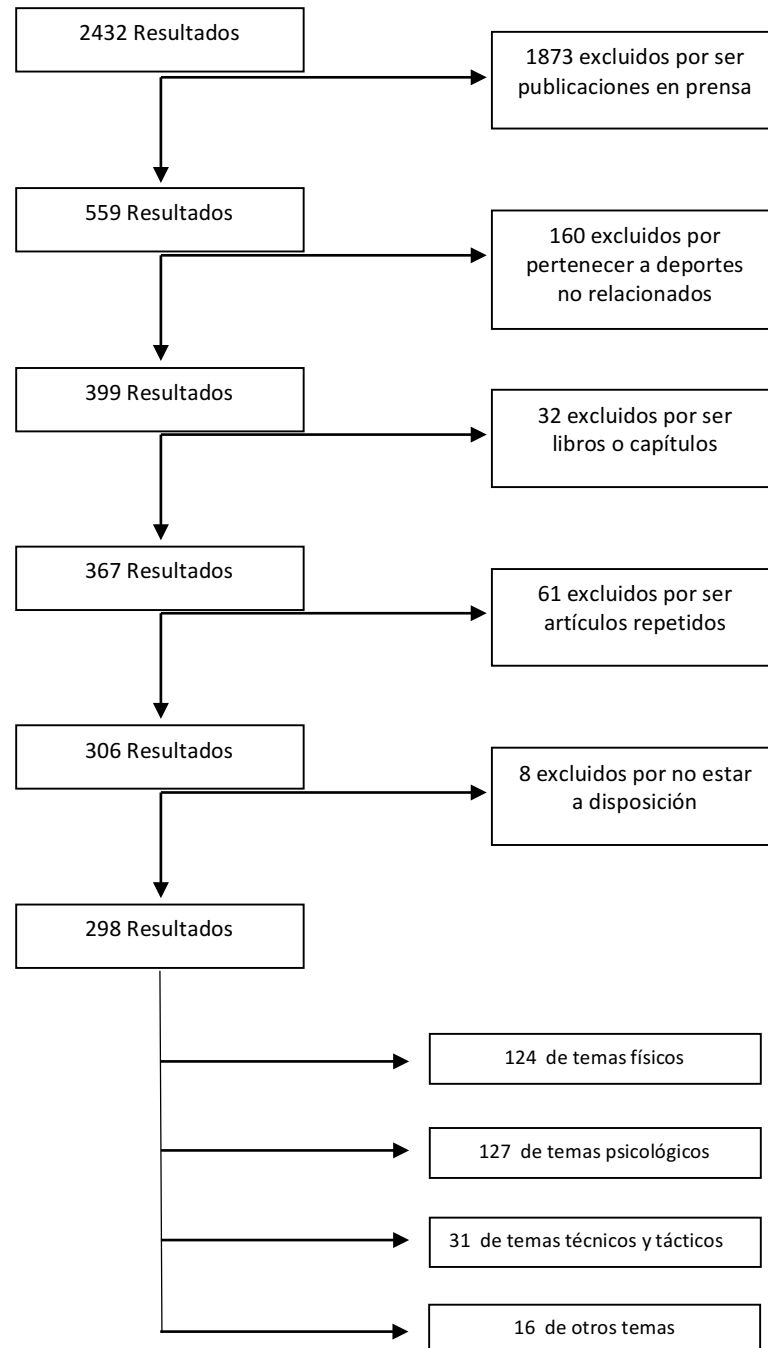 2432 Resultados
1873 excluidos por ser
publicaciones en prensa
559 Resultados
160 excluidos por
pertenecer a deportes
no relacionados
399 Resultados
32 excluidos por ser
libros o capítulos
367 Resultados
61 excluidos por ser
artículos repetidos
306 Resultados
8 excluidos por no estar
a disposición
298 Resultados
124 de temas físicos
127 de temas psicológicos
31 de temas técnicos y tácticos
16 de otros temas